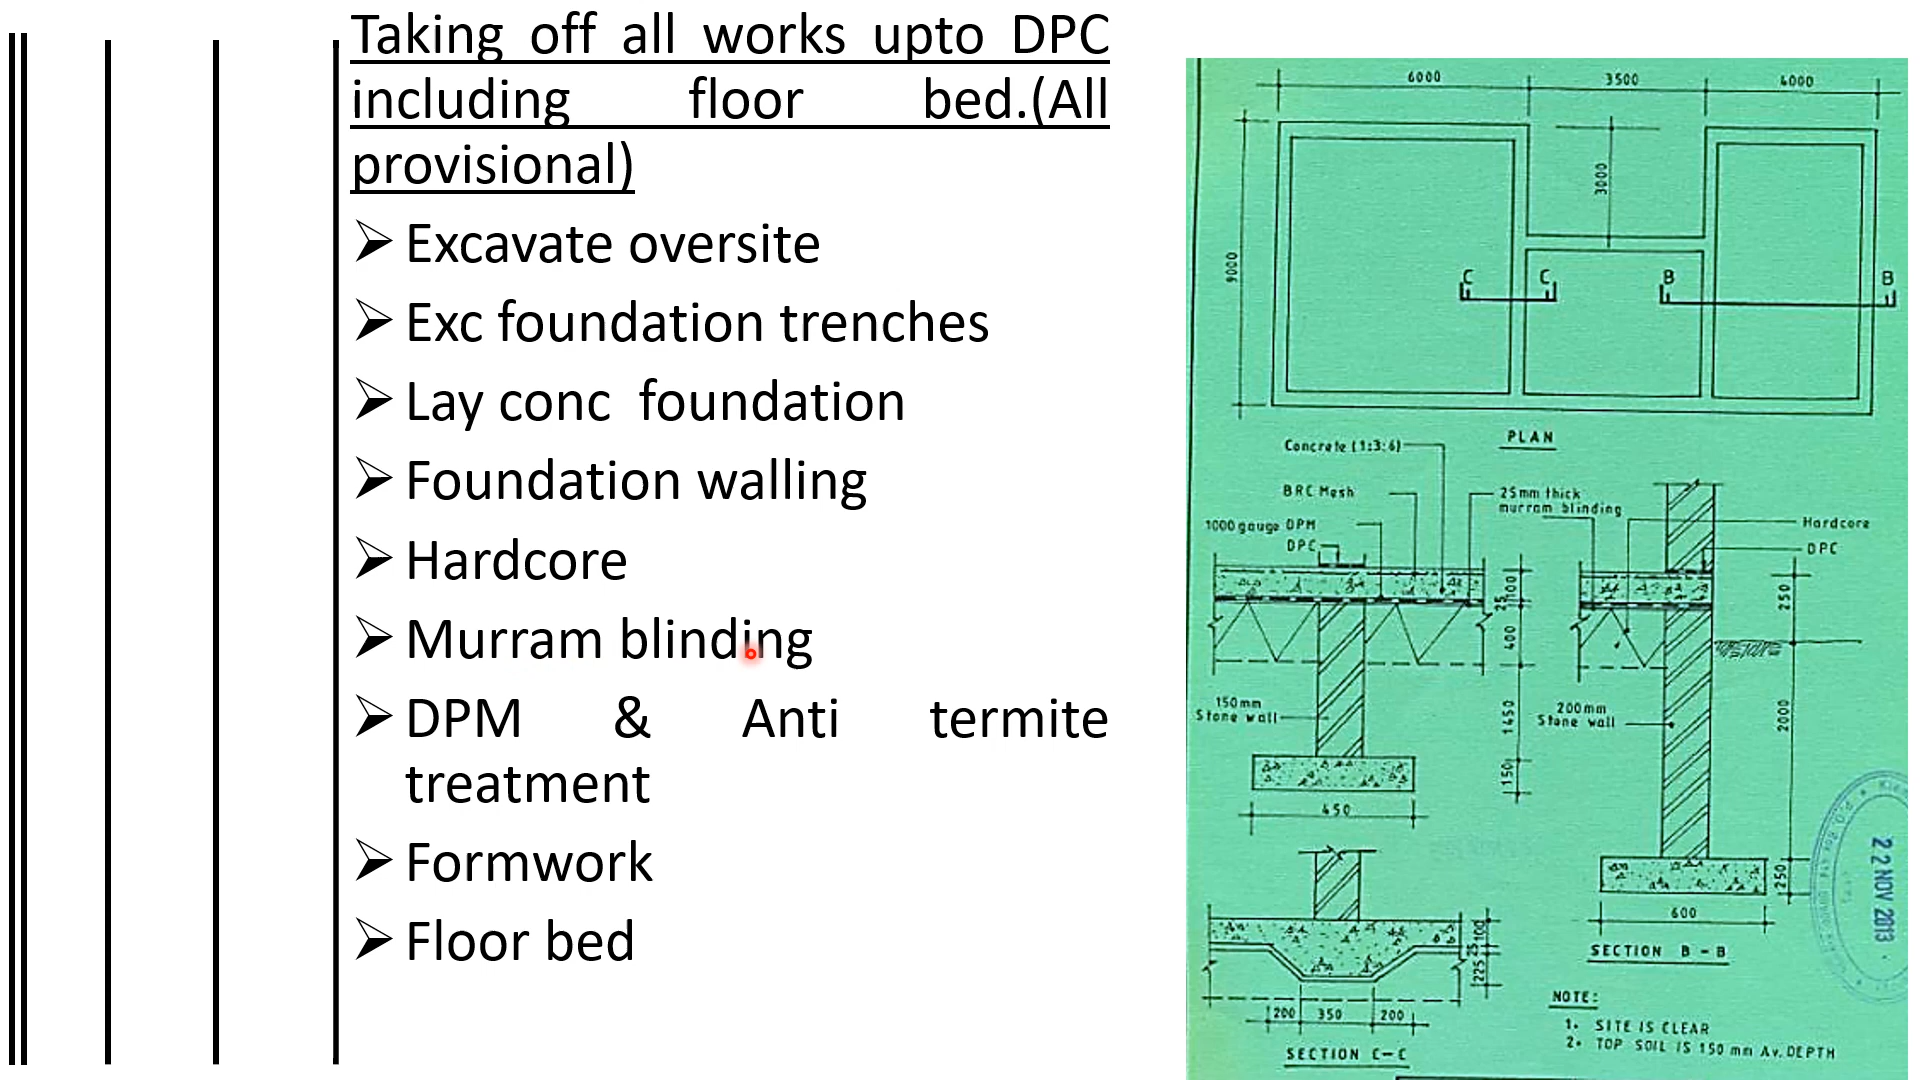 Taking off all works upto DPC
including floor bed.(All
provisional)
Excavate oversite
Exc foundation trenches
Lay conc foundation
Foundation walling
Hardcore
Murram blinding
DPM & Anti termite
treatment
Formwork
Floor bed
6000 3500 4000
3000
9000
C C B B
PLAN
Concrete (1:3:6)
BRC Mesh
25mm thick
murram blinding
1000 gauge DPM
DPC
Hardcore
DPC
100
25
400
1450
150
150mm
Stone wall
450
250
2000
250
200mm
Stone wall
600
SECTION B-B
100
25
225
200 350 200
SECTION C-C
NOTE:
1. SITE IS CLEAR
2. TOP SOIL IS 150 mm Av. DEPTH
22 NOV 2013